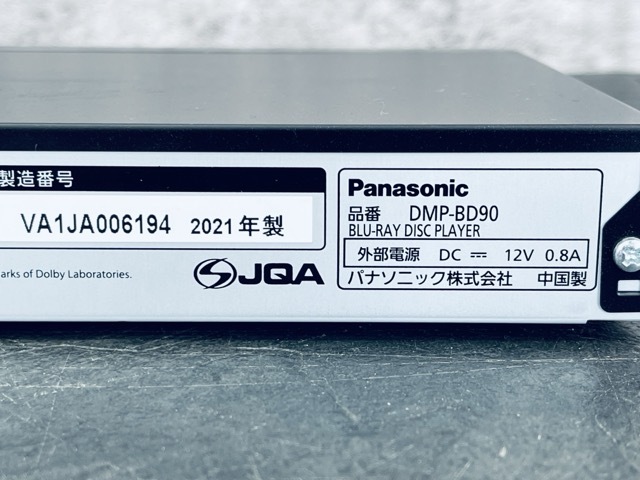 製造番号
VA1JA006194 2021年製
arks of Dolby Laboratories.
JQA
Panasonic
品番 DMP-BD90
BLU-RAY DISC PLAYER
外部電源 DC ⎓ 12V 0.8A
パナソニック株式会社 中国製